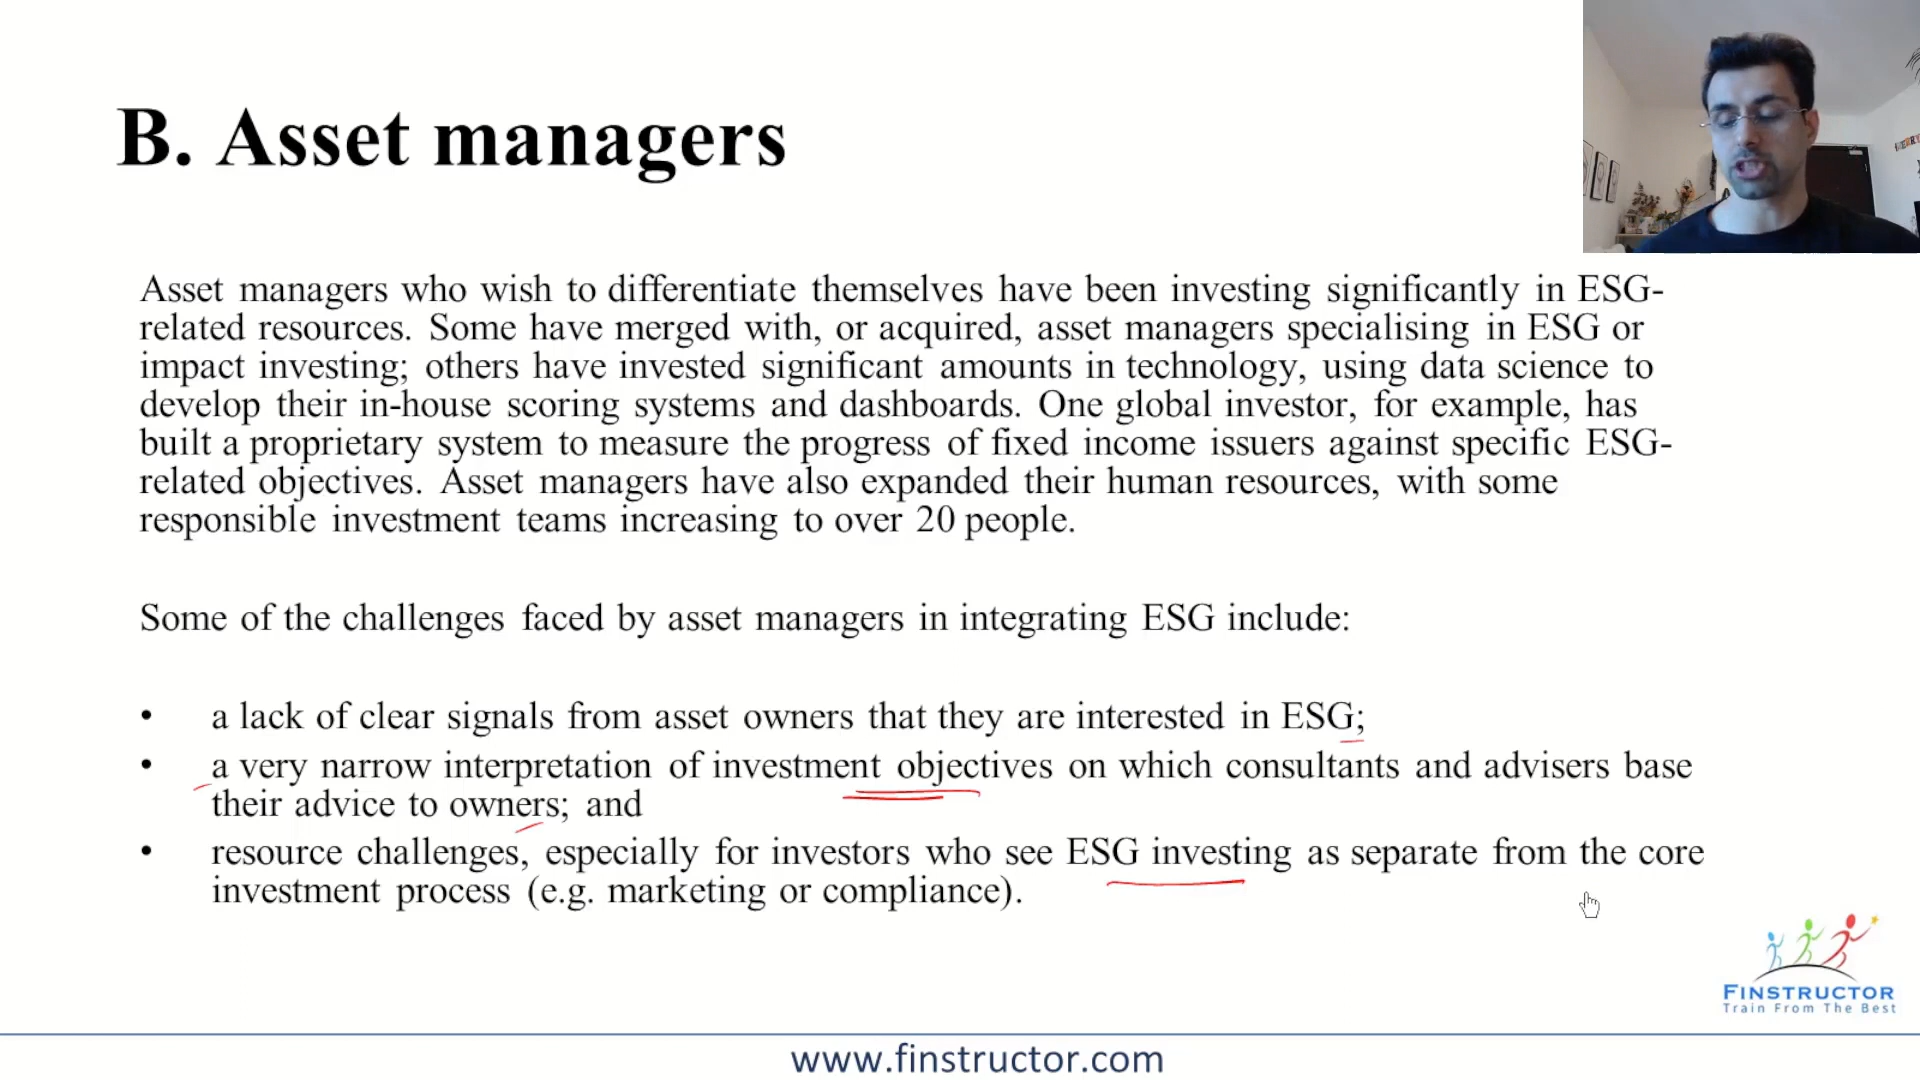 B. Asset managers
Asset managers who wish to differentiate themselves have been investing significantly in ESG-
related resources. Some have merged with, or acquired, asset managers specialising in ESG or
impact investing; others have invested significant amounts in technology, using data science to
develop their in-house scoring systems and dashboards. One global investor, for example, has
built a proprietary system to measure the progress of fixed income issuers against specific ESG-
related objectives. Asset managers have also expanded their human resources, with some
responsible investment teams increasing to over 20 people.
Some of the challenges faced by asset managers in integrating ESG include:
• a lack of clear signals from asset owners that they are interested in ESG;
• a very narrow interpretation of investment objectives on which consultants and advisers base
their advice to owners; and
• resource challenges, especially for investors who see ESG investing as separate from the core
investment process (e.g. marketing or compliance).
FINSTRUCTOR
Train From The Best
www.finstructor.com